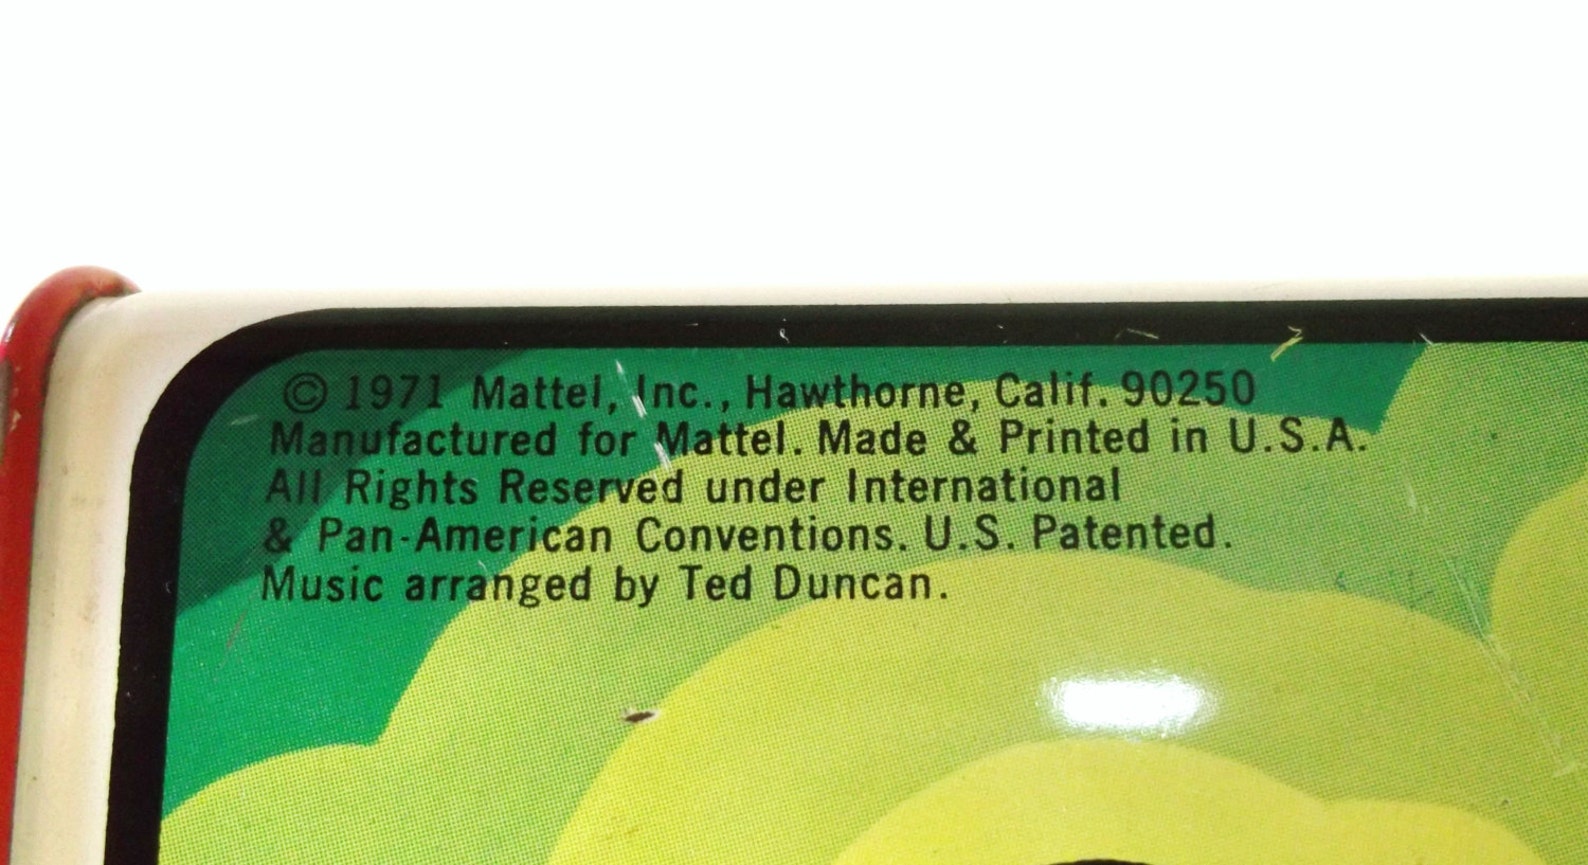 © 1971 Mattel, Inc., Hawthorne, Calif. 90250
Manufactured for Mattel. Made & Printed in U.S.A.
All Rights Reserved under International
& Pan-American Conventions. U.S. Patented.
Music arranged by Ted Duncan.